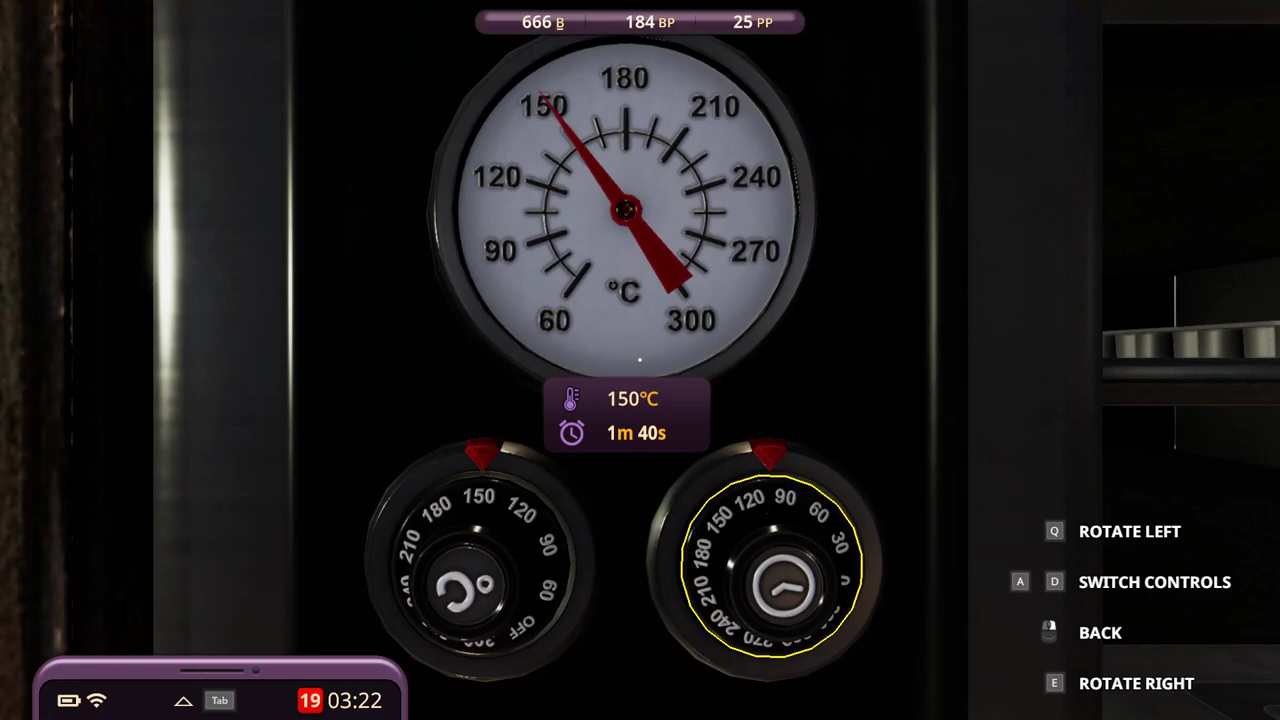 666 B 184 BP 25 PP
180
150 210
120 240
90 270
°C
60 300
150°C
1m 40s
150
180 120
210 90
60
OFF
120 90
150 60
180 30
210 0
240
270
Q ROTATE LEFT
A D SWITCH CONTROLS
BACK
E ROTATE RIGHT
Tab 19 03:22